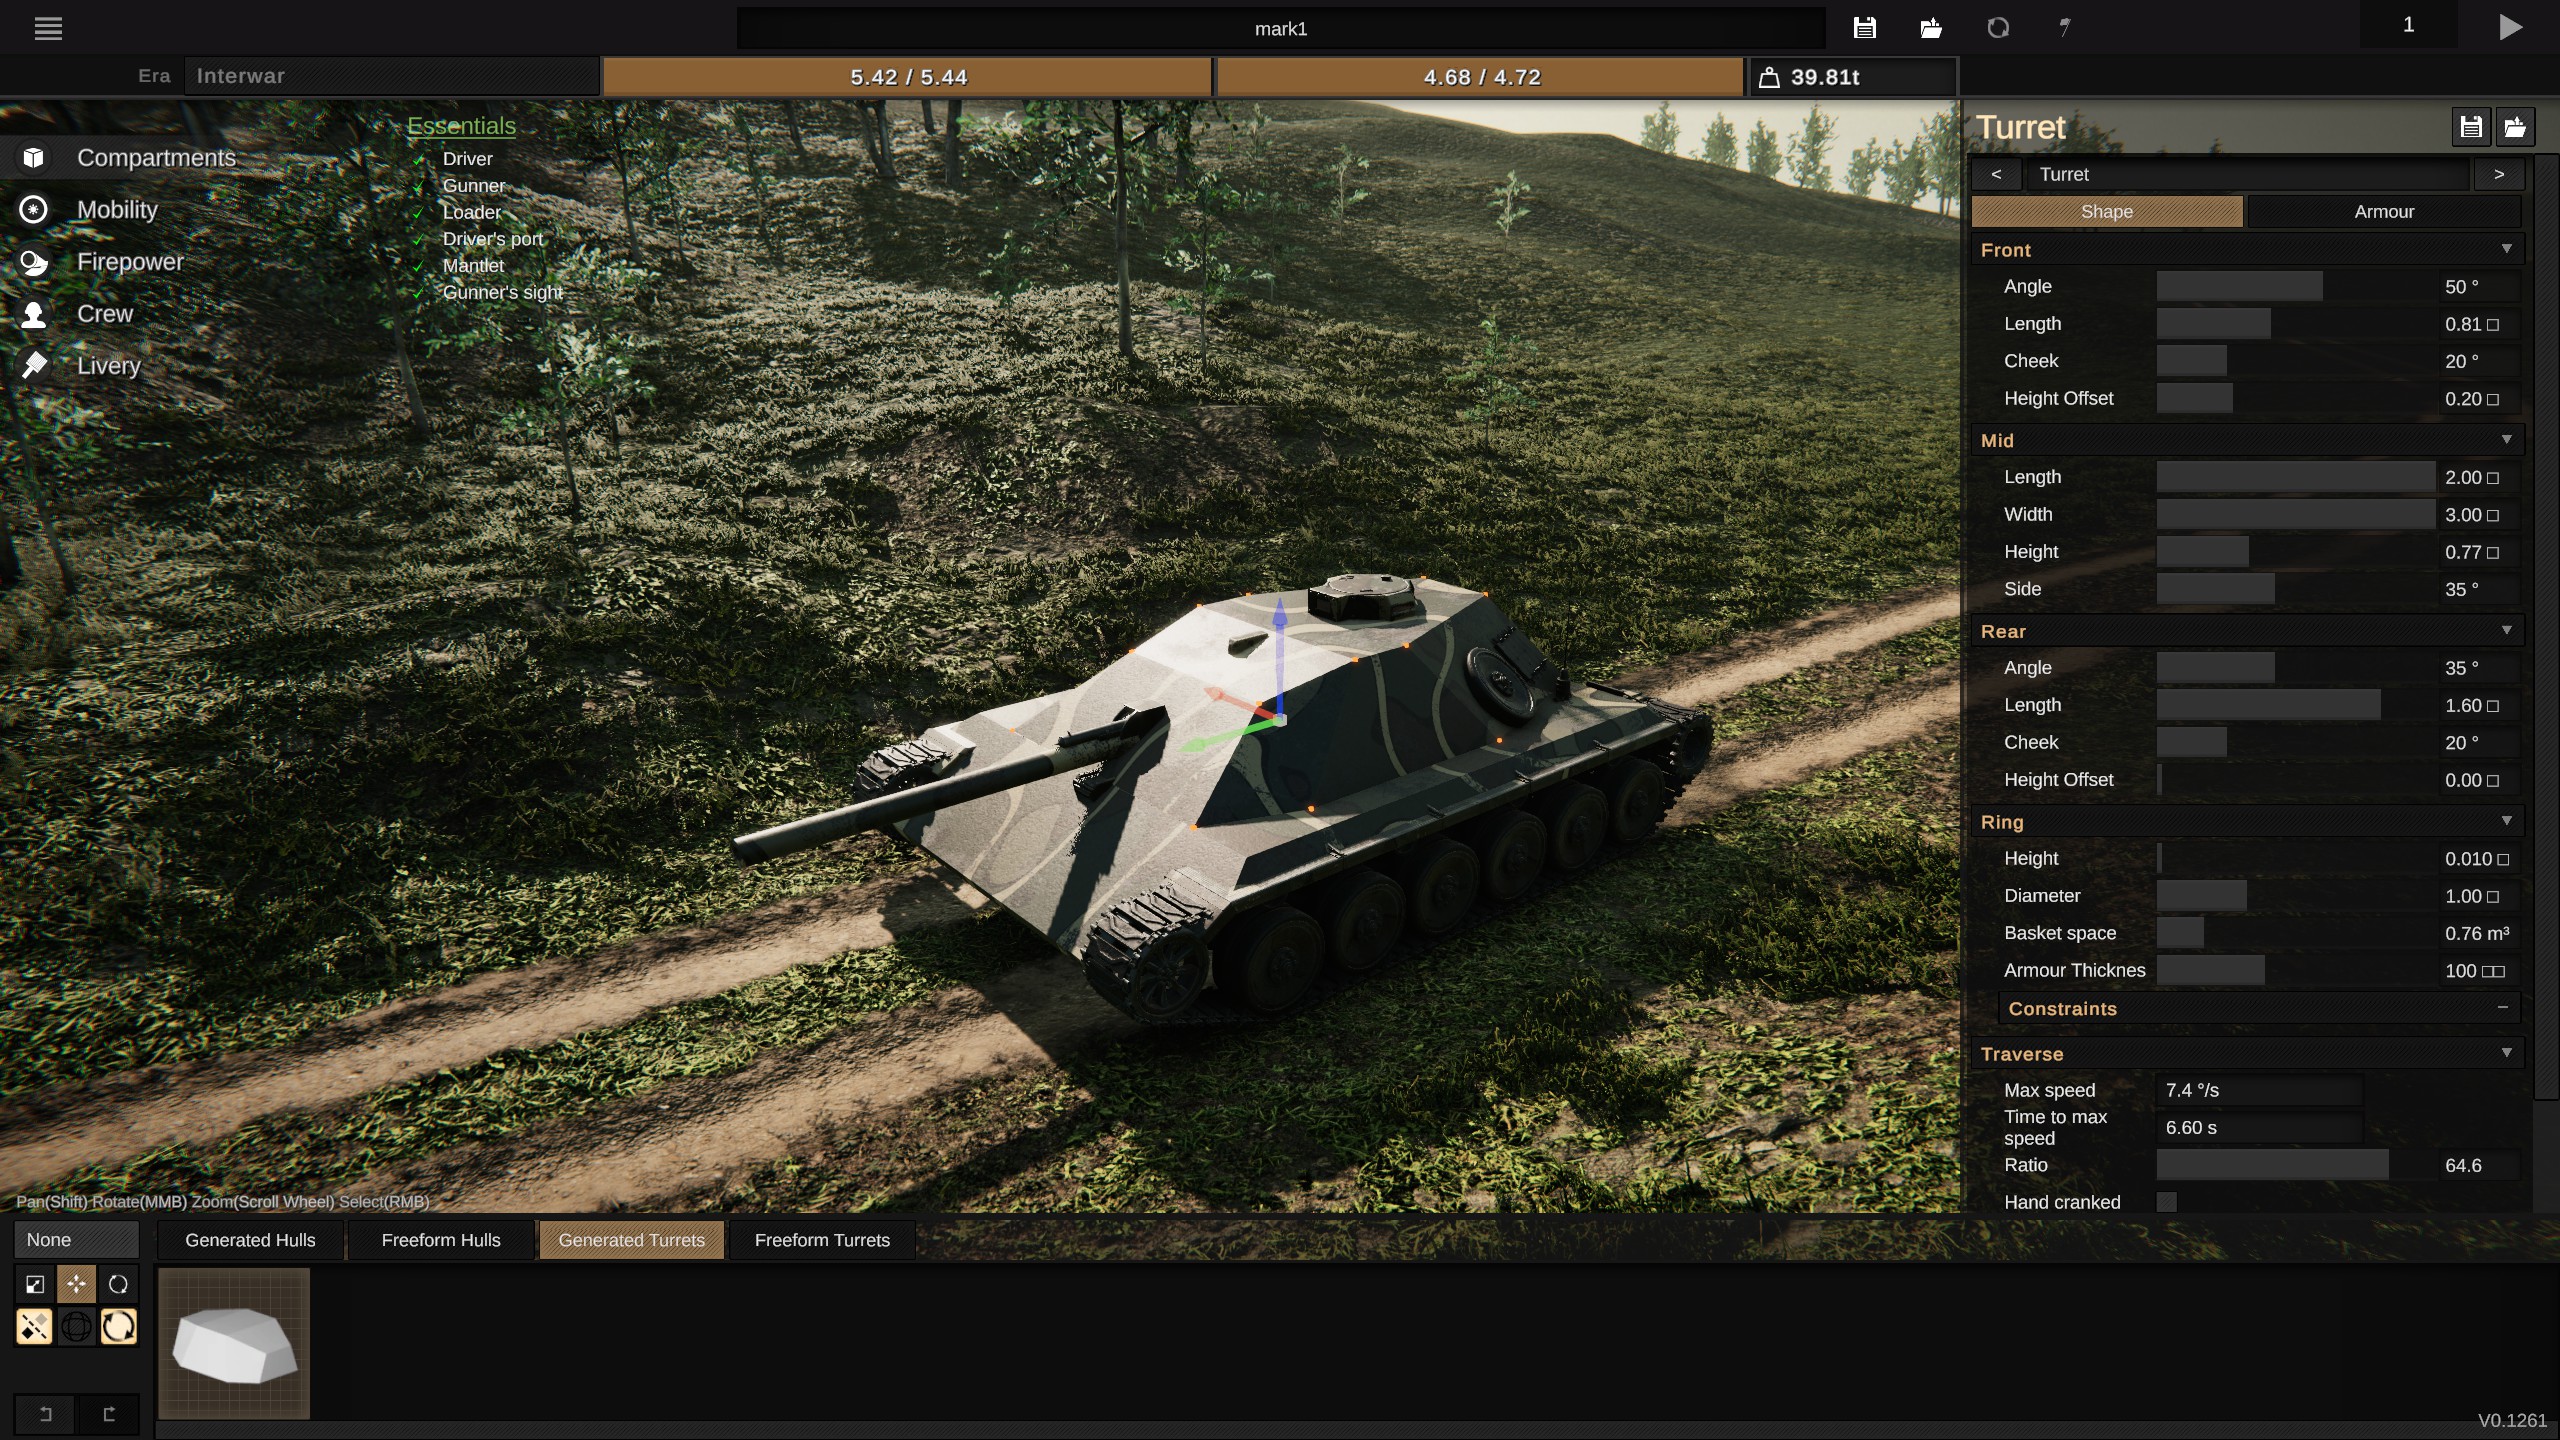 mark1
1
Era
Interwar
5.42 / 5.44
4.68 / 4.72
39.81t
Compartments
Mobility
Firepower
Crew
Livery
Essentials
Driver
Gunner
Loader
Driver's port
Mantlet
Gunner's sight
Turret
< Turret >
Shape Armour
Front
Angle 50 °
Length 0.81 □
Cheek 20 °
Height Offset 0.20 □
Mid
Length 2.00 □
Width 3.00 □
Height 0.77 □
Side 35 °
Rear
Angle 35 °
Length 1.60 □
Cheek 20 °
Height Offset 0.00 □
Ring
Height 0.010 □
Diameter 1.00 □
Basket space 0.76 m³
Armour Thicknes 100 □□
Constraints
Traverse
Max speed 7.4 °/s
Time to max
speed 6.60 s
Ratio 64.6
Hand cranked
Pan(Shift) Rotate(MMB) Zoom(Scroll Wheel) Select(RMB)
None
Generated Hulls
Freeform Hulls
Generated Turrets
Freeform Turrets
V0.1261